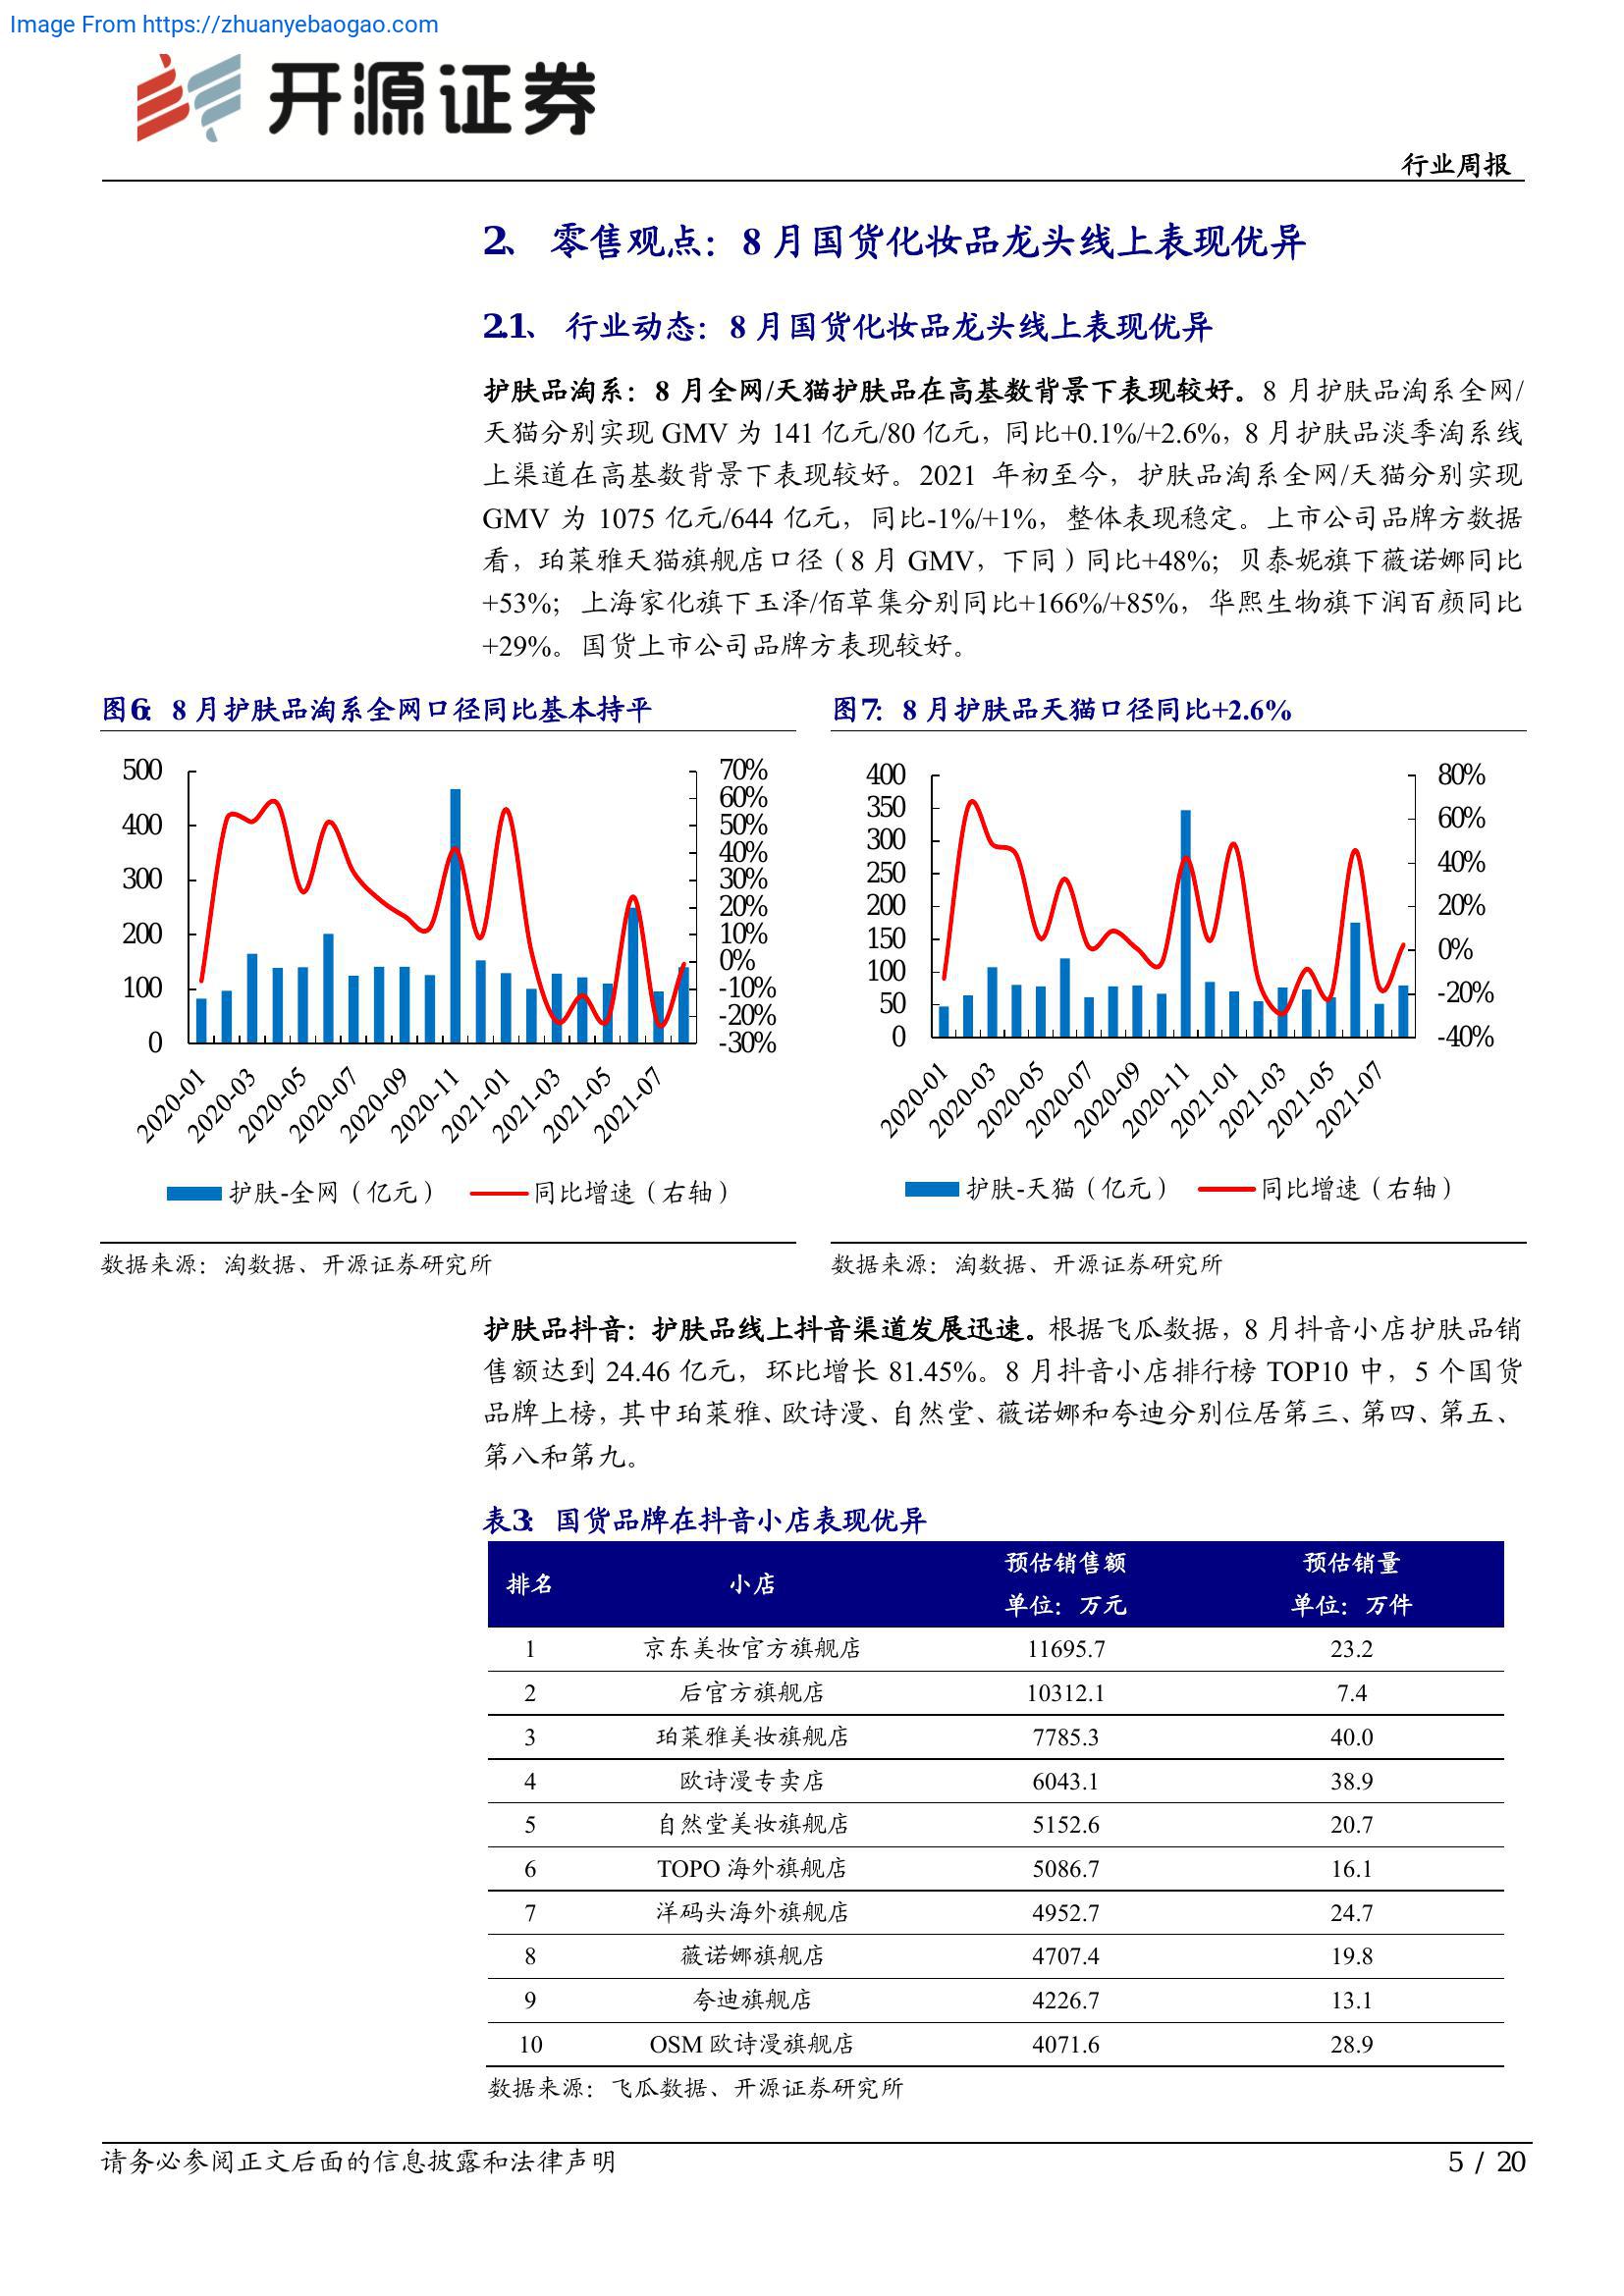 Image From https://zhuanyebaogao.com
开源证券
行业周报
2、 零售观点：8 月国货化妆品龙头线上表现优异
2.1、 行业动态：8 月国货化妆品龙头线上表现优异
护肤品淘系：8 月全网/天猫护肤品在高基数背景下表现较好。8 月护肤品淘系全网/
天猫分别实现 GMV 为 141 亿元/80 亿元，同比+0.1%/+2.6%，8 月护肤品淡季淘系线
上渠道在高基数背景下表现较好。2021 年初至今，护肤品淘系全网/天猫分别实现
GMV 为 1075 亿元/644 亿元，同比-1%/+1%，整体表现稳定。上市公司品牌方数据
看，珀莱雅天猫旗舰店口径（8 月 GMV，下同）同比+48%；贝泰妮旗下薇诺娜同比
+53%；上海家化旗下玉泽/佰草集分别同比+166%/+85%，华熙生物旗下润百颜同比
+29%。国货上市公司品牌方表现较好。
图6：8 月护肤品淘系全网口径同比基本持平
500
400
300
200
100
0
70%
60%
50%
40%
30%
20%
10%
0%
-10%
-20%
-30%
2020-01
2020-03
2020-05
2020-07
2020-09
2020-11
2021-01
2021-03
2021-05
2021-07
护肤-全网（亿元）
同比增速（右轴）
数据来源：淘数据、开源证券研究所
图7：8 月护肤品天猫口径同比+2.6%
400
350
300
250
200
150
100
50
0
80%
60%
40%
20%
0%
-20%
-40%
2020-01
2020-03
2020-05
2020-07
2020-09
2020-11
2021-01
2021-03
2021-05
2021-07
护肤-天猫（亿元）
同比增速（右轴）
数据来源：淘数据、开源证券研究所
护肤品抖音：护肤品线上抖音渠道发展迅速。根据飞瓜数据，8 月抖音小店护肤品销
售额达到 24.46 亿元，环比增长 81.45%。8 月抖音小店排行榜 TOP10 中，5 个国货
品牌上榜，其中珀莱雅、欧诗漫、自然堂、薇诺娜和夸迪分别位居第三、第四、第五、
第八和第九。
表3：国货品牌在抖音小店表现优异
排名 小店 预估销售额 单位：万元 预估销量 单位：万件
1 京东美妆官方旗舰店 11695.7 23.2
2 后官方旗舰店 10312.1 7.4
3 珀莱雅美妆旗舰店 7785.3 40.0
4 欧诗漫专卖店 6043.1 38.9
5 自然堂美妆旗舰店 5152.6 20.7
6 TOPO 海外旗舰店 5086.7 16.1
7 洋码头海外旗舰店 4952.7 24.7
8 薇诺娜旗舰店 4707.4 19.8
9 夸迪旗舰店 4226.7 13.1
10 OSM 欧诗漫旗舰店 4071.6 28.9
数据来源：飞瓜数据、开源证券研究所
请务必参阅正文后面的信息披露和法律声明
5 / 20